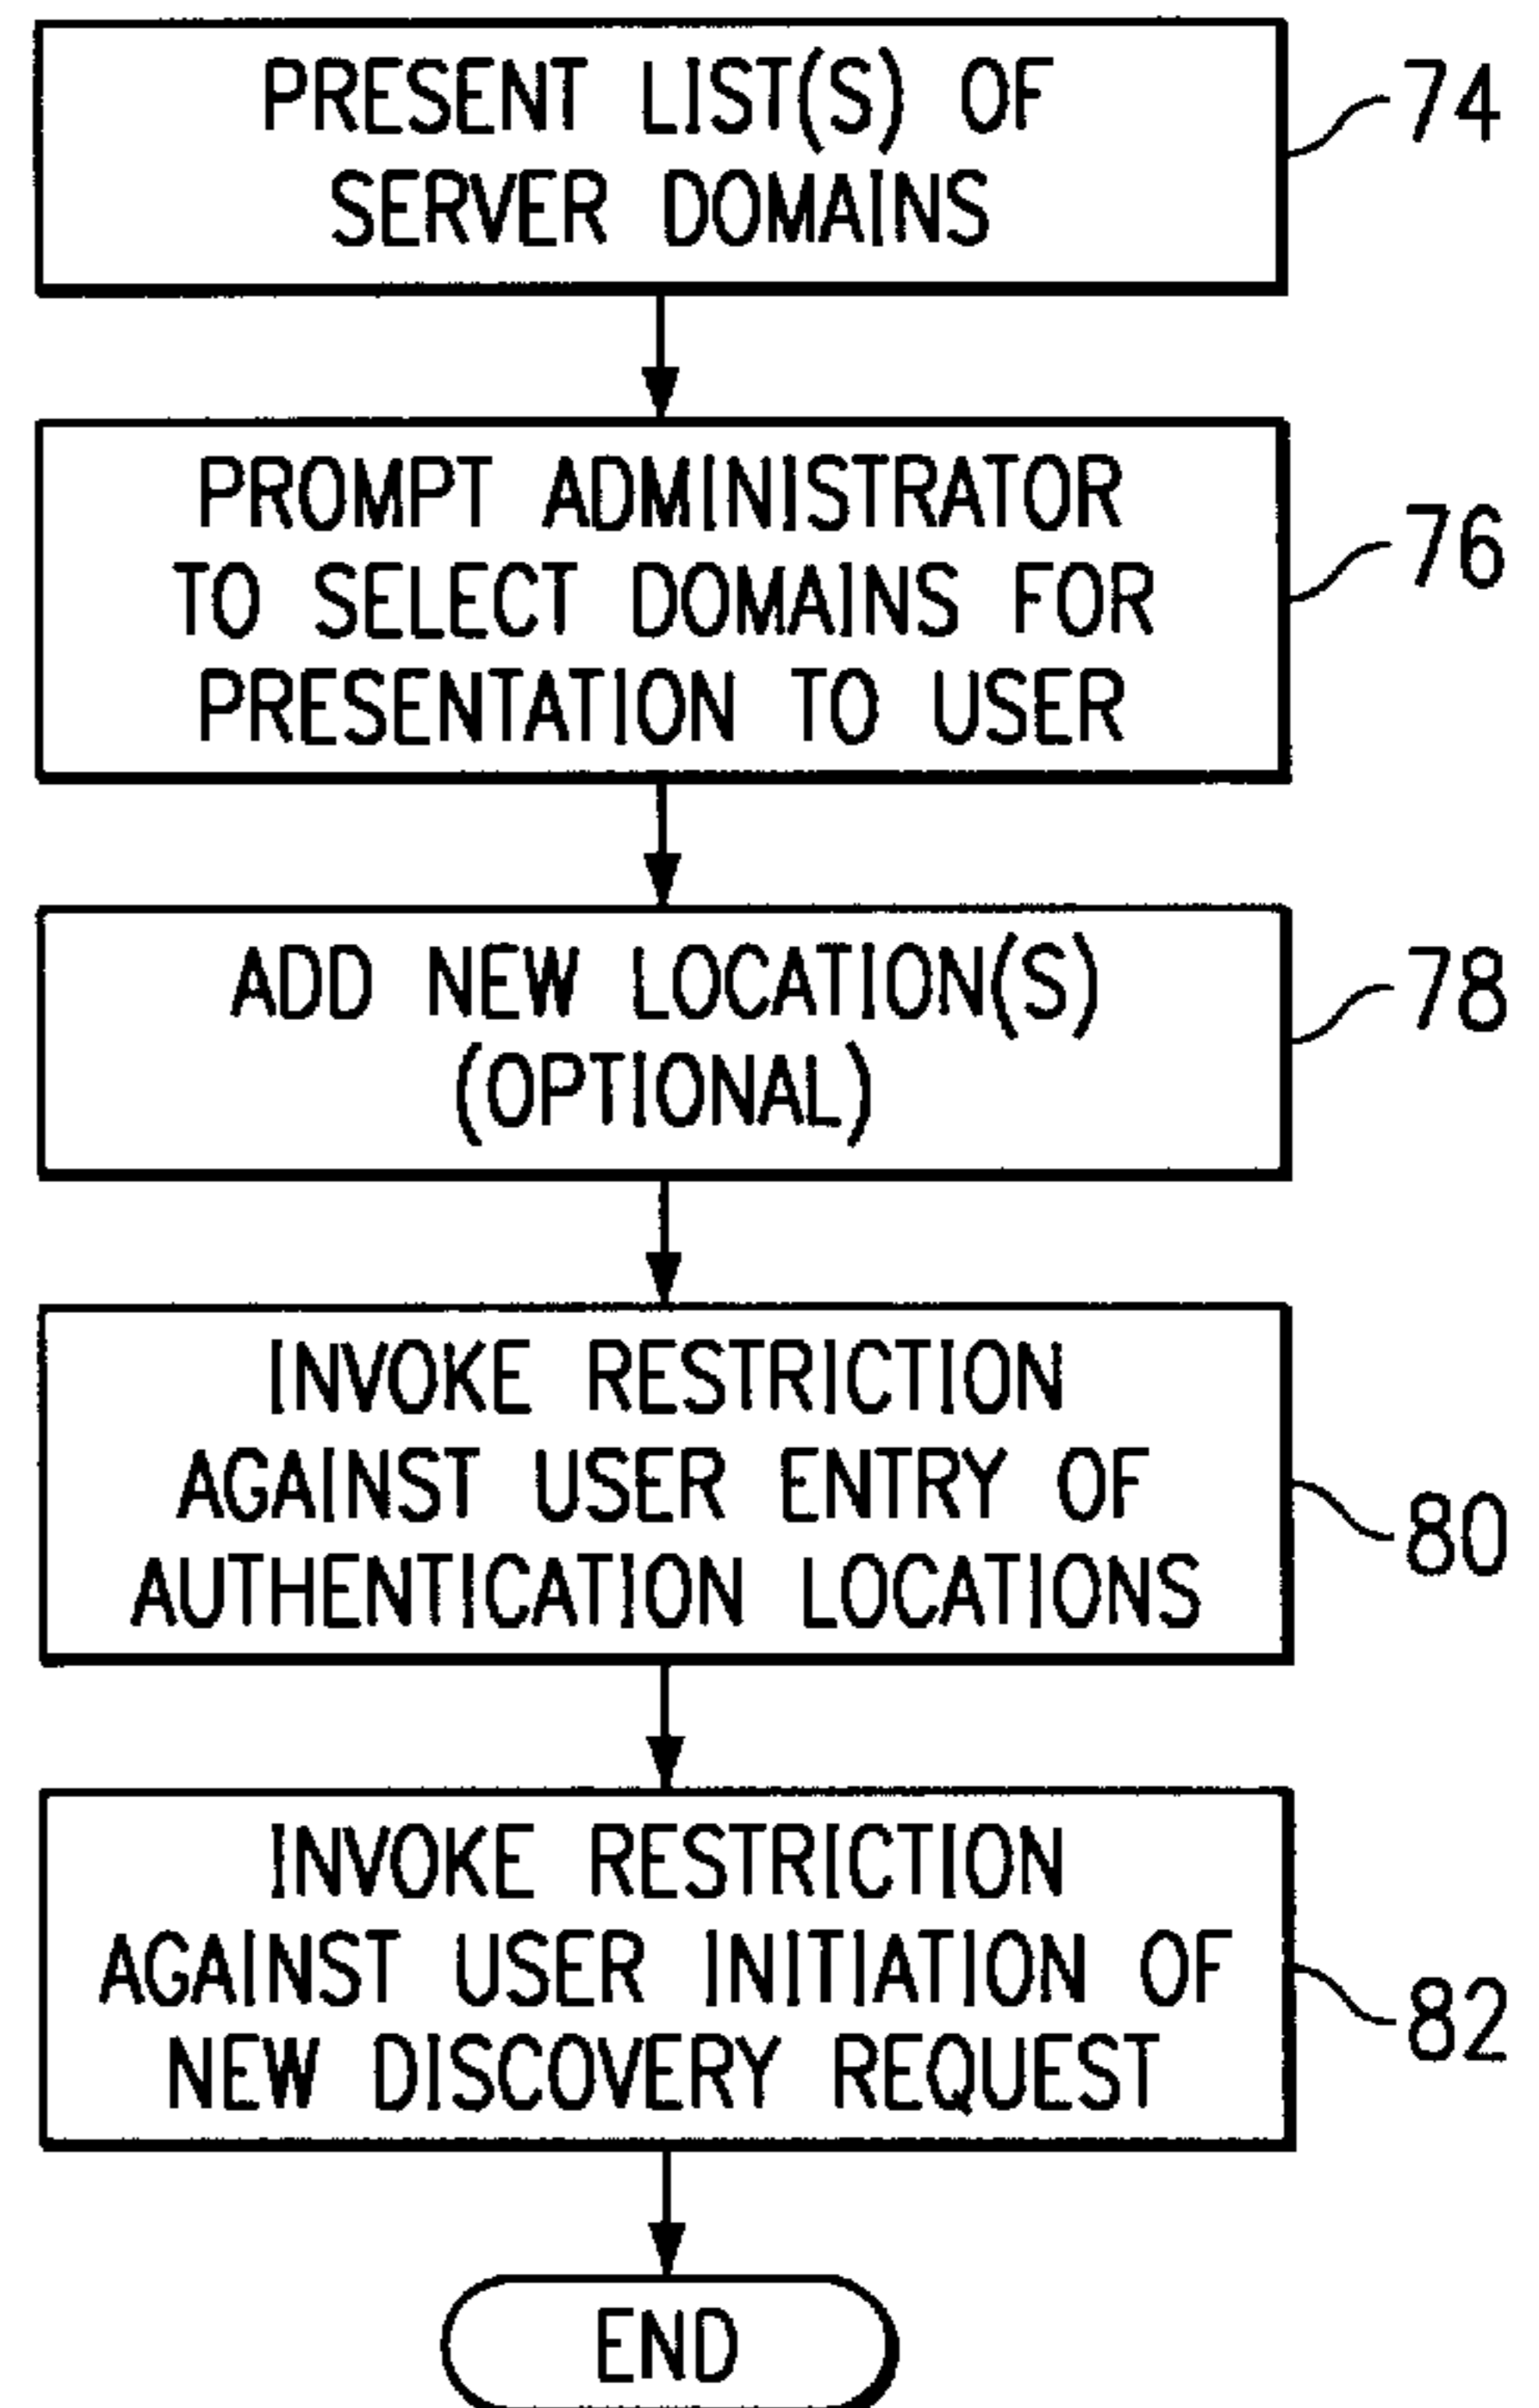 PRESENT LIST(S) OF
SERVER DOMAINS
74
PROMPT ADMINISTRATOR
TO SELECT DOMAINS FOR
PRESENTATION TO USER
76
ADD NEW LOCATION(S)
(OPTIONAL)
78
INVOKE RESTRICTION
AGAINST USER ENTRY OF
AUTHENTICATION LOCATIONS
80
INVOKE RESTRICTION
AGAINST USER INITIATION OF
NEW DISCOVERY REQUEST
82
END